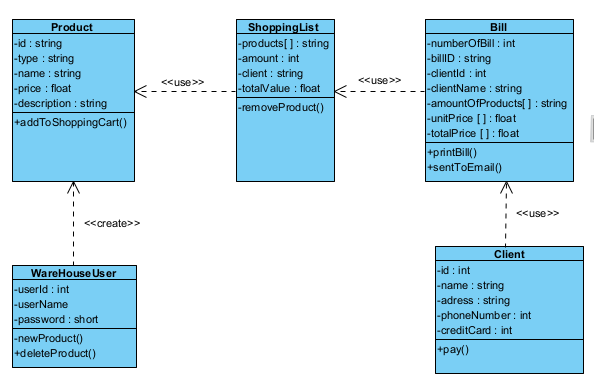 Product
-id : string
-type : string
-name : string
-price : float
-description : string
+addToShoppingCart()
<<use>>
ShoppingList
-products[ ] : string
-amount : int
-client : string
-totalValue : float
-removeProduct()
<<use>>
Bill
-numberOfBill : int
-billID : string
-clientId : int
-clientName : string
-amountOfProducts[ ] : string
-unitPrice [ ] : float
-totalPrice [ ] : float
+printBill()
+sentToEmail()
<<create>>
<<use>>
WareHouseUser
-userId : int
-userName
-password : short
-newProduct()
+deleteProduct()
Client
-id : int
-name : string
-adress : string
-phoneNumber : int
-creditCard : int
+pay()